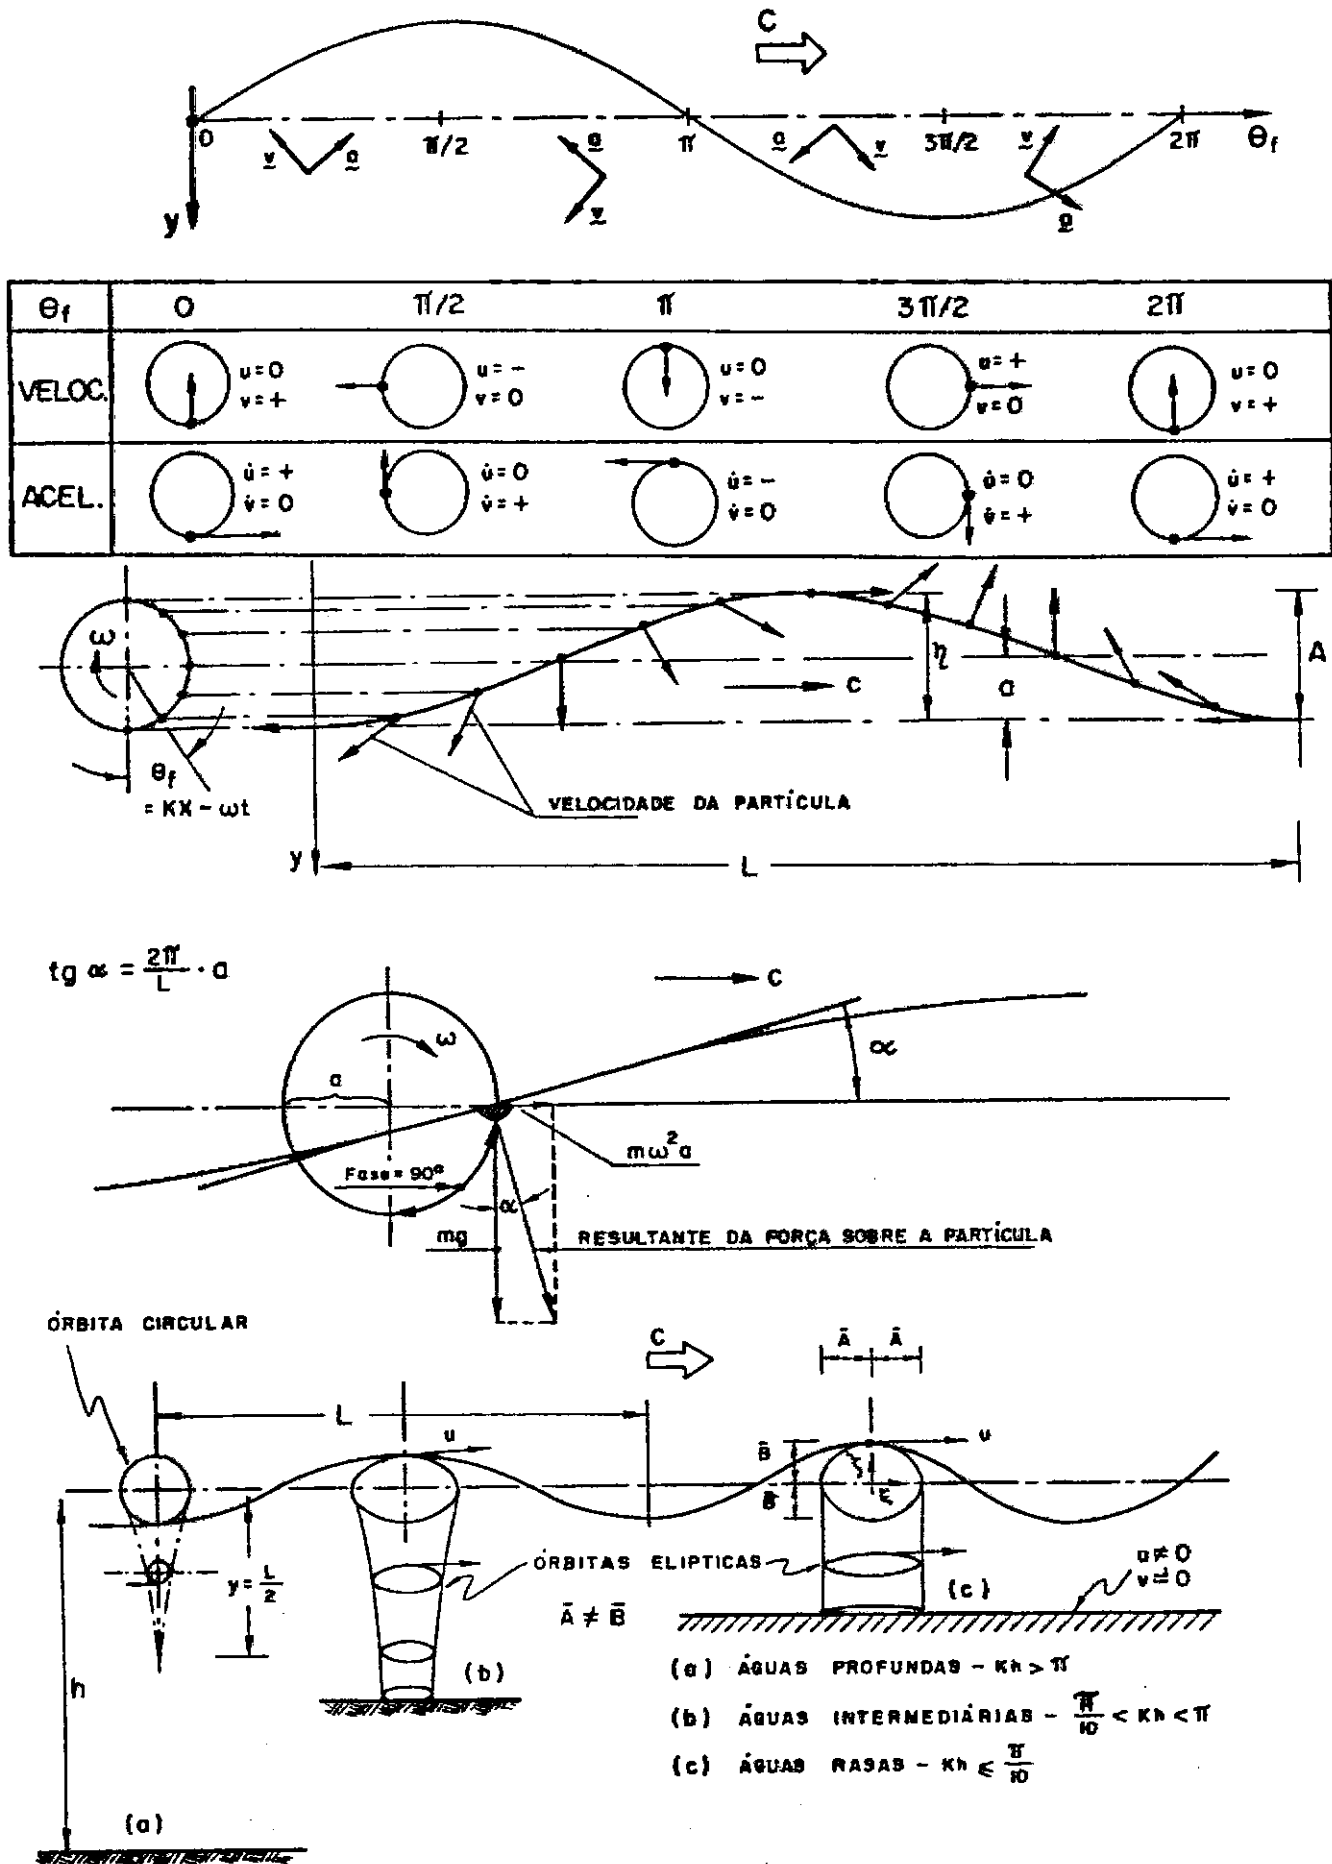 C
0 π/2 π 3π/2 2π θf
v a a v a v v a
y
θf 0 π/2 π 3π/2 2π
VELOC. u=0 v=+ u=- v=0 u=0 v=- u=+ v=0 u=0 v=+
ACEL. u̇=+ v̇=0 u̇=0 v̇=+ u̇=- v̇=0 u̇=0 v̇=+ u̇=+ v̇=0
ω
η
A
C
a
θf
= KX - ωt
VELOCIDADE DA PARTÍCULA
y
L
tg α = 2π/L · a
C
ω
a
α
mω²a
Fase = 90º
α
mg
RESULTANTE DA FORÇA SOBRE A PARTÍCULA
ÓRBITA CIRCULAR
C
Ā Ā
L
u
u
B̄
ξ
B̄
y = L/2
ÓRBITAS ELIPTICAS
Ā ≠ B̄
u≠0
v=0
(c)
h
(b)
(a) ÁGUAS PROFUNDAS - Kh > π
(b) ÁGUAS INTERMEDIÁRIAS - π/10 < Kh < π
(c) ÁGUAS RASAS - Kh ≤ π/10
(a)